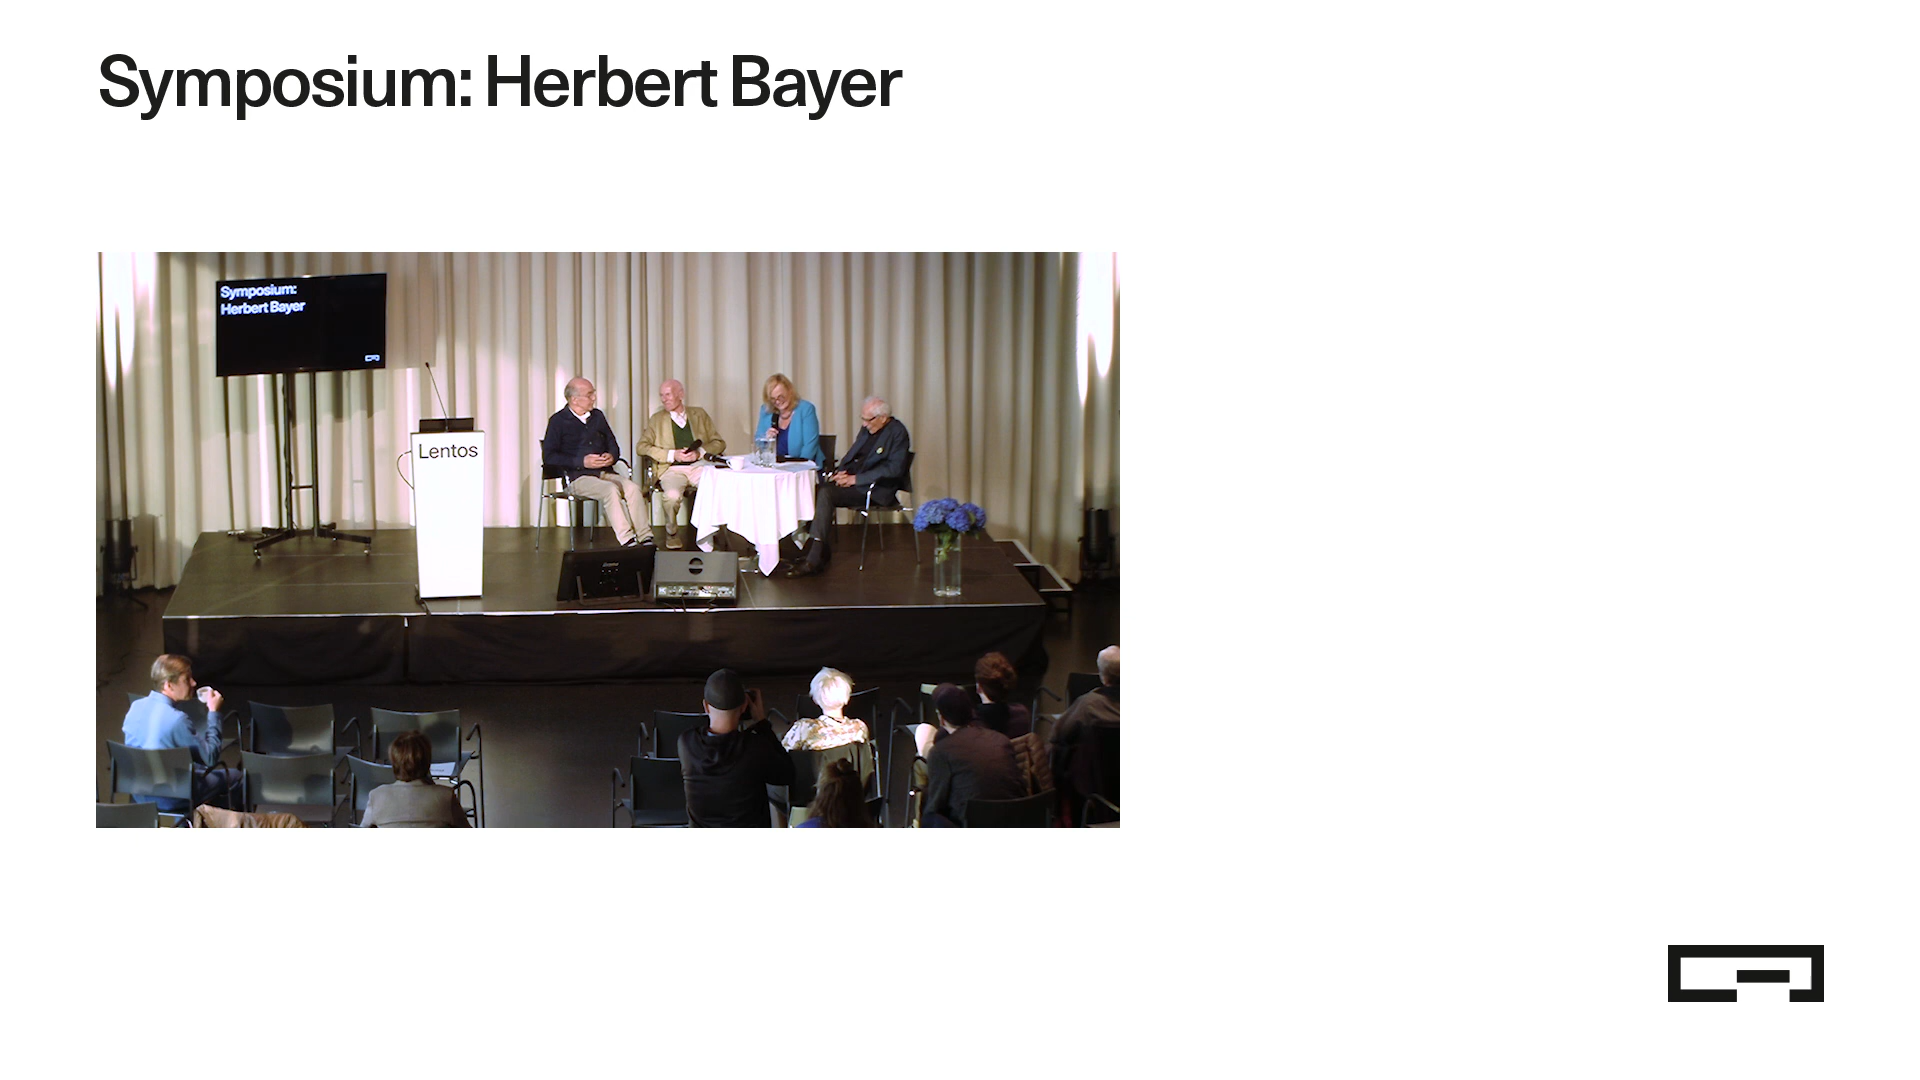 Symposium: Herbert Bayer
Symposium:
Herbert Bayer
Lentos